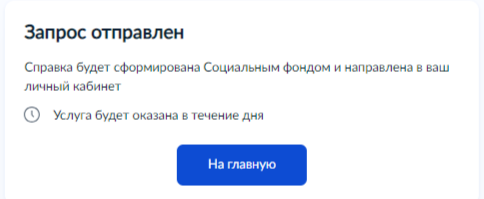 Запрос отправлен
Справка будет сформирована Социальным фондом и направлена в ваш
личный кабинет
Услуга будет оказана в течение дня
На главную